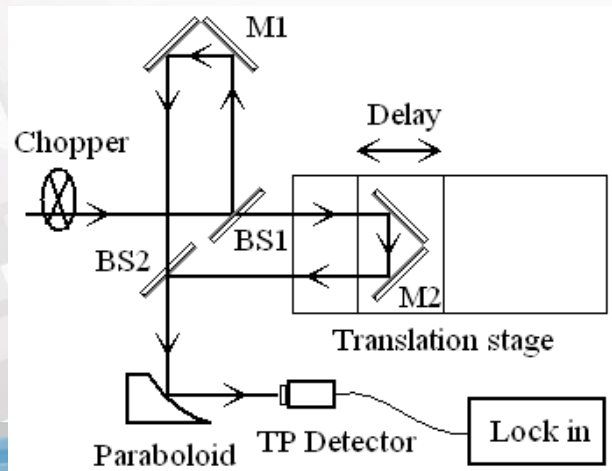 M1
Delay
Chopper
BS1
BS2
M2
Translation stage
Paraboloid
TP Detector
Lock in